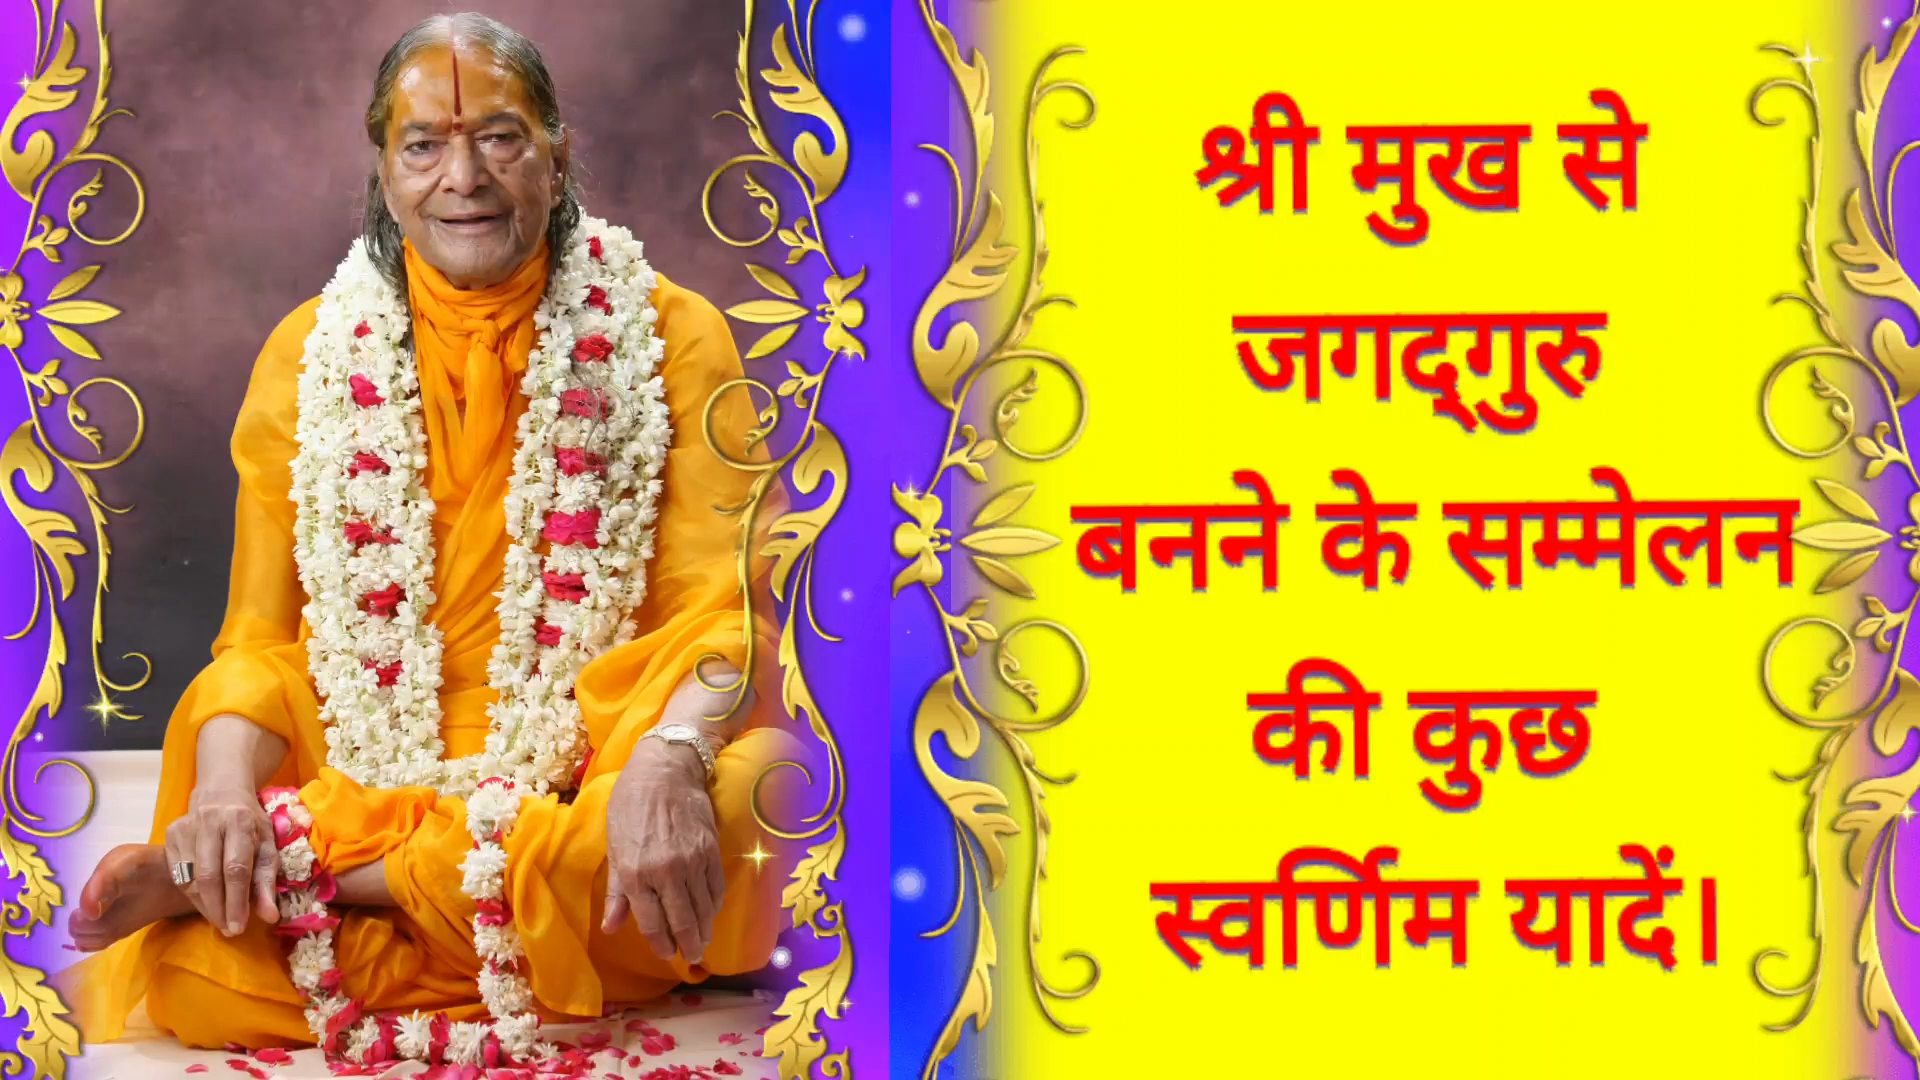 श्री मुख से
जगद्‌गुरु
बनने के सम्मेलन
की कुछ
स्वर्णिम यादें।